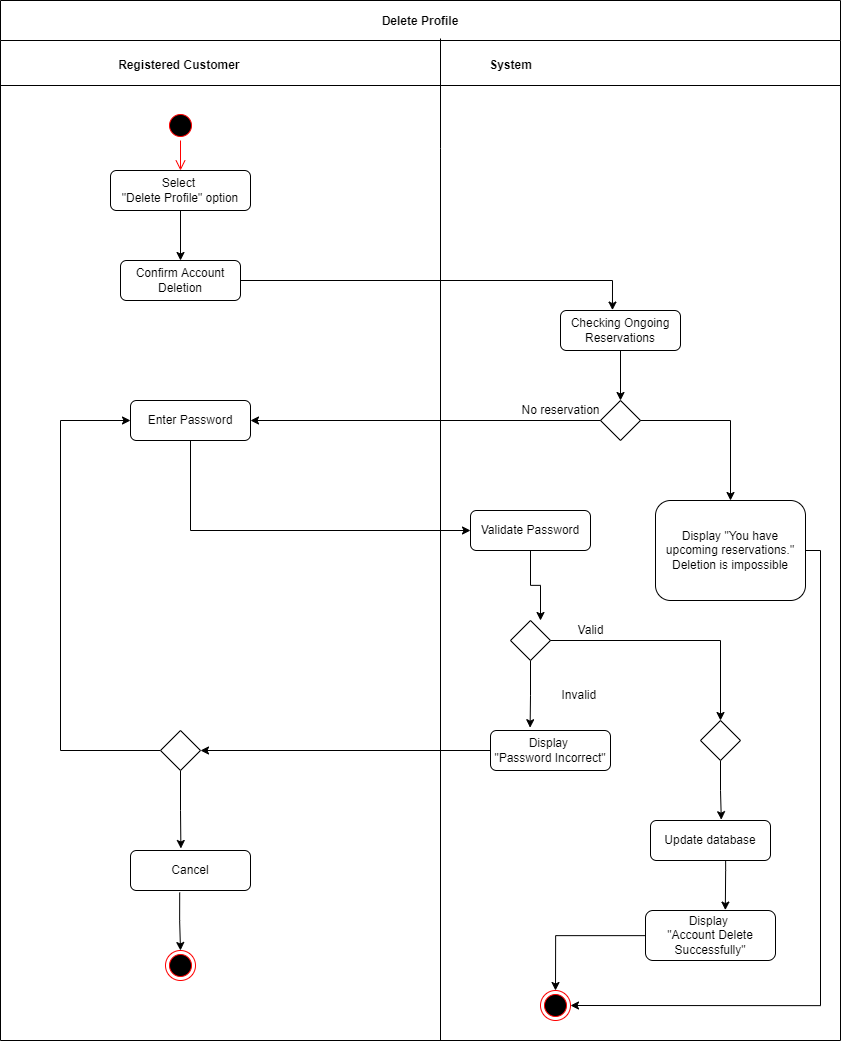 Delete Profile
Registered Customer
System
Select
"Delete Profile" option
Confirm Account
Deletion
Checking Ongoing
Reservations
No reservation
Enter Password
Display "You have
upcoming reservations."
Deletion is impossible
Validate Password
Valid
Invalid
Display
"Password Incorrect"
Update database
Cancel
Display
"Account Delete
Successfully"